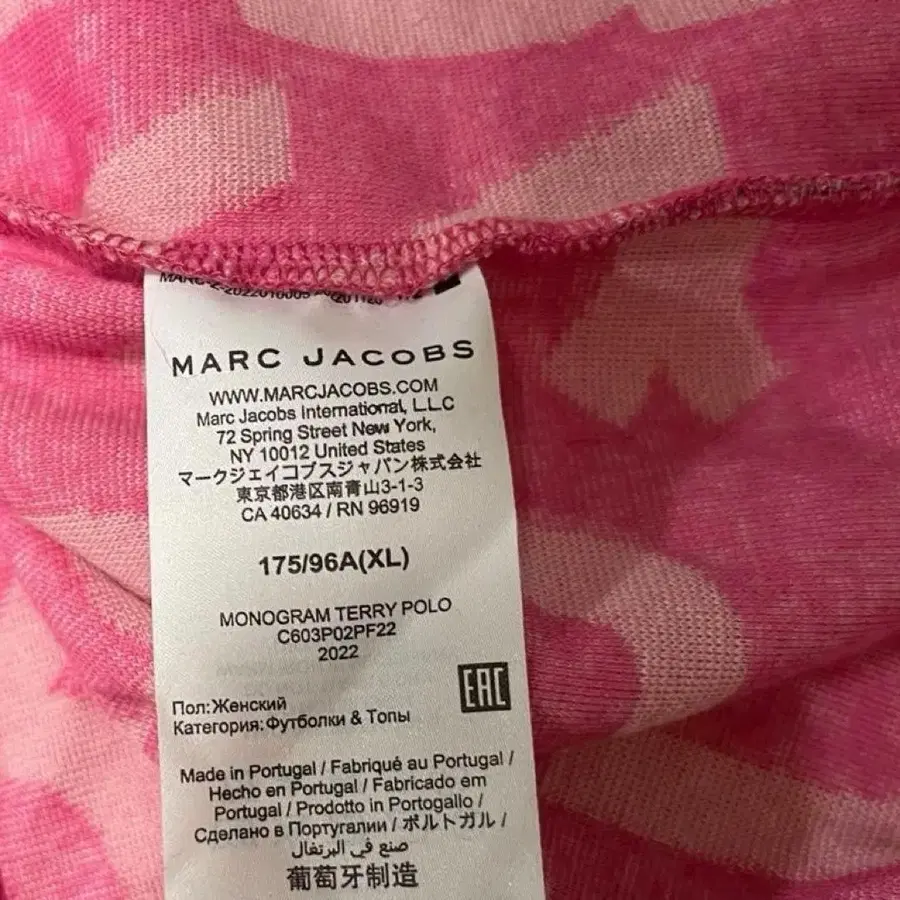 MARC JACOBS
WWW.MARCJACOBS.COM
Marc Jacobs International, L.L.C
72 Spring Street New York,
NY 10012 United States
マークジェイコブスジャパン株式会社
東京都港区南青山3-1-3
CA 40634 / RN 96919
175/96A(XL)
MONOGRAM TERRY POLO
C603P02PF22
2022
EAC
Пол:Женский
Категория:Футболки & Топы
Made in Portugal / Fabriqué au Portugal /
Hecho en Portugal / Fabricado em
Portugal / Prodotto in Portogallo /
Сделано в Португалии / ポルトガル /
صنع في البرتغال
葡萄牙制造